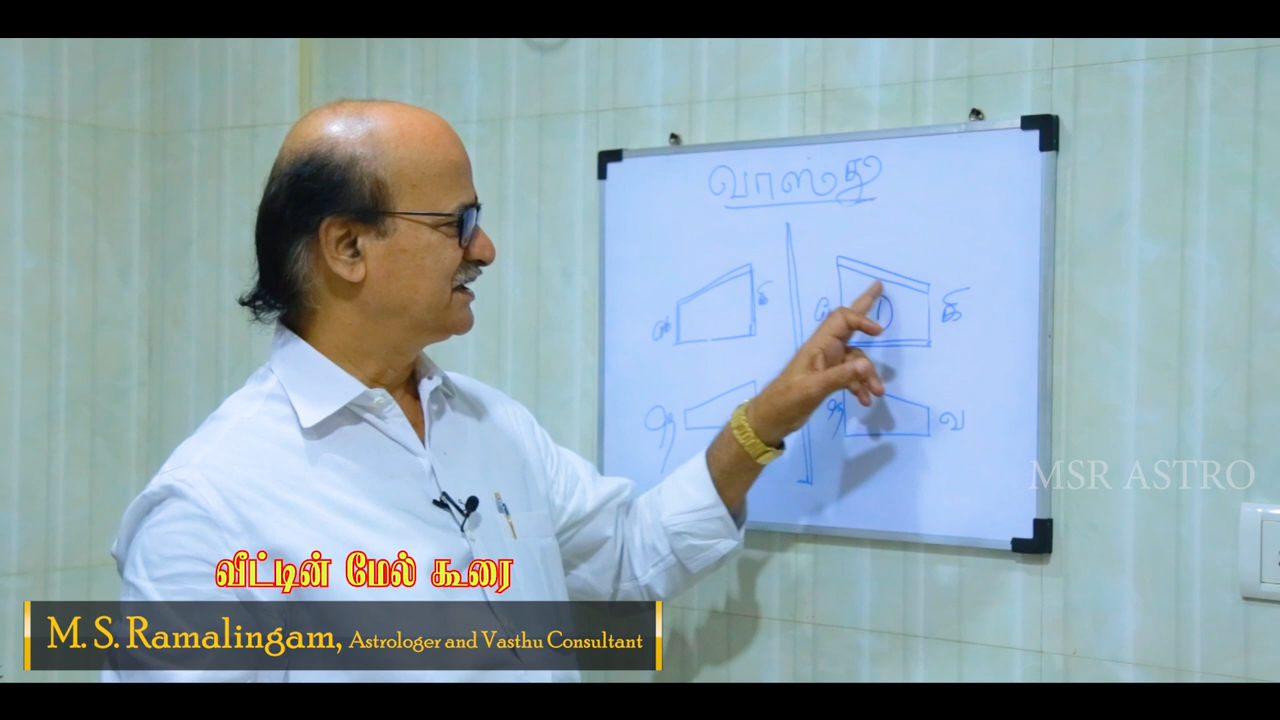 வாஸ்து
கி
கி
தெ
வ
MSR ASTRO
வீட்டின் மேல் கூரை
M. S. Ramalingam, Astrologer and Vasthu Consultant